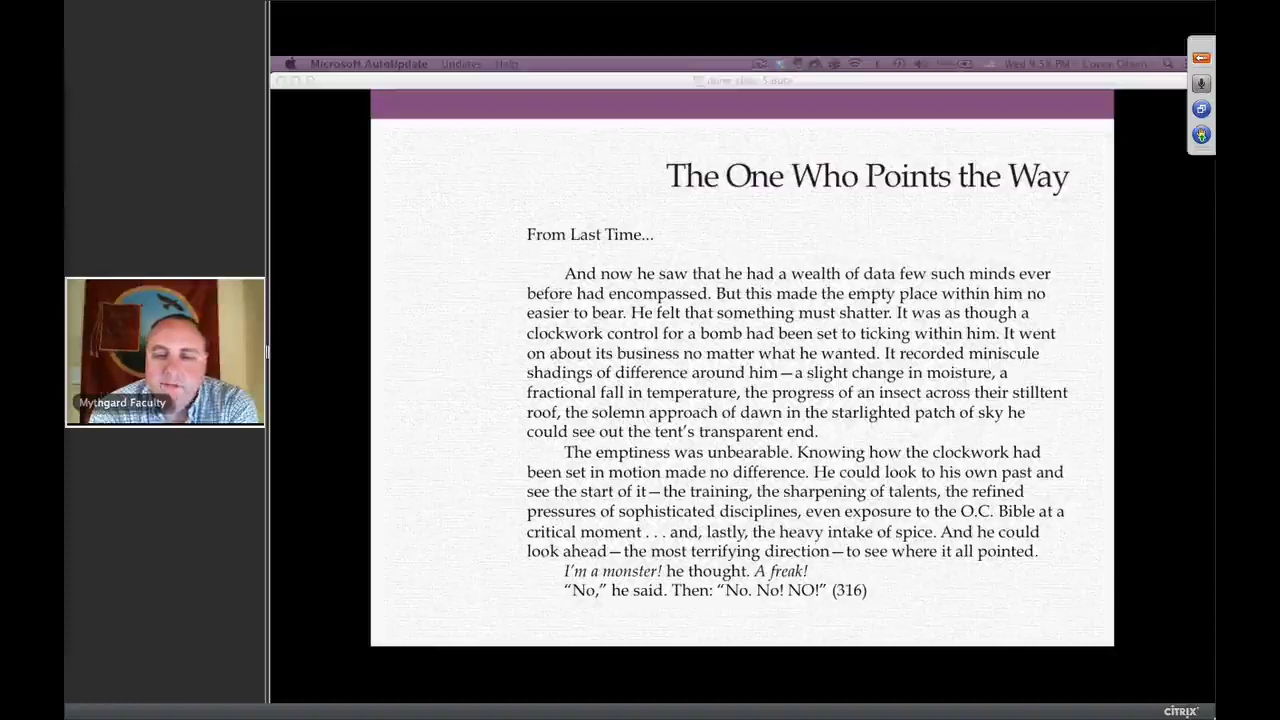 Microsoft AutoUpdate Updates Help
Wed 4:58 PM
The One Who Points the Way
From Last Time...
And now he saw that he had a wealth of data few such minds ever
before had encompassed. But this made the empty place within him no
easier to bear. He felt that something must shatter. It was as though a
clockwork control for a bomb had been set to ticking within him. It went
on about its business no matter what he wanted. It recorded miniscule
shadings of difference around him—a slight change in moisture, a
fractional fall in temperature, the progress of an insect across their stilltent
roof, the solemn approach of dawn in the starlighted patch of sky he
could see out the tent's transparent end.
The emptiness was unbearable. Knowing how the clockwork had
been set in motion made no difference. He could look to his own past and
see the start of it—the training, the sharpening of talents, the refined
pressures of sophisticated disciplines, even exposure to the O.C. Bible at a
critical moment . . . and, lastly, the heavy intake of spice. And he could
look ahead—the most terrifying direction—to see where it all pointed.
I'm a monster! he thought. A freak!
“No,” he said. Then: “No. No! NO!” (316)
Mythgard Faculty
CITRIX